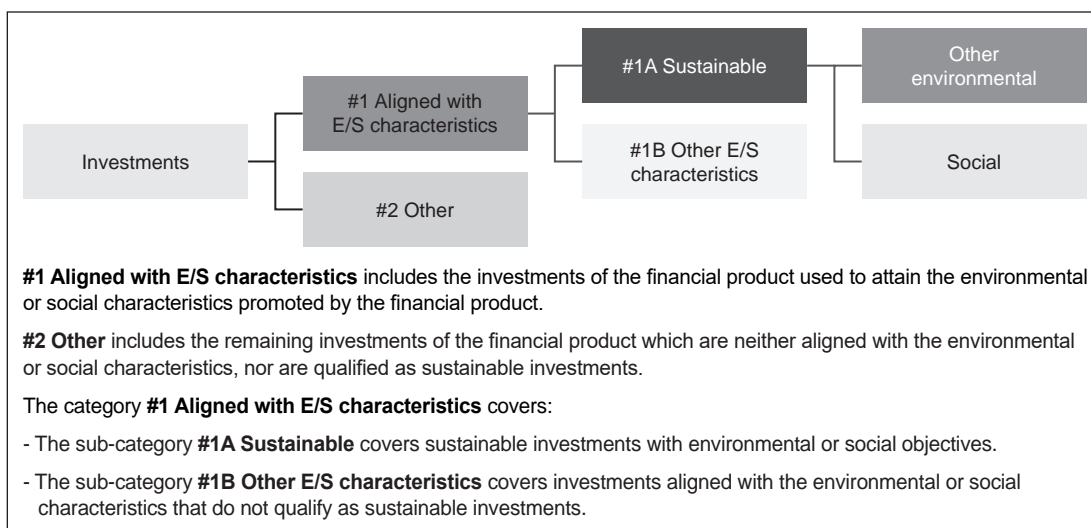 Investments
#1 Aligned with
E/S characteristics
#2 Other
#1A Sustainable
#1B Other E/S
characteristics
Other
environmental
Social
#1 Aligned with E/S characteristics includes the investments of the financial product used to attain the environmental
or social characteristics promoted by the financial product.
#2 Other includes the remaining investments of the financial product which are neither aligned with the environmental
or social characteristics, nor are qualified as sustainable investments.
The category #1 Aligned with E/S characteristics covers:
- The sub-category #1A Sustainable covers sustainable investments with environmental or social objectives.
- The sub-category #1B Other E/S characteristics covers investments aligned with the environmental or social
characteristics that do not qualify as sustainable investments.